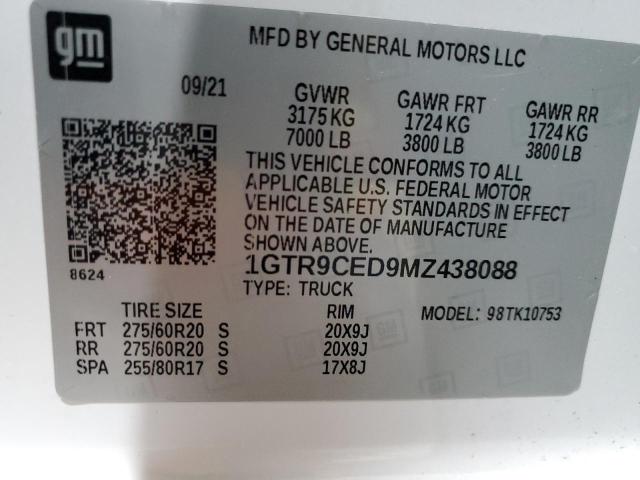 gm
MFD BY GENERAL MOTORS LLC
09/21
GVWR GAWR FRT GAWR RR
3175 KG 1724 KG 1724 KG
7000 LB 3800 LB 3800 LB
THIS VEHICLE CONFORMS TO ALL
APPLICABLE U.S. FEDERAL MOTOR
VEHICLE SAFETY STANDARDS IN EFFECT
ON THE DATE OF MANUFACTURE
SHOWN ABOVE.
8624
1GTR9CED9MZ438088
TYPE: TRUCK
TIRE SIZE RIM MODEL: 98TK10753
FRT 275/60R20 S 20X9J
RR 275/60R20 S 20X9J
SPA 255/80R17 S 17X8J